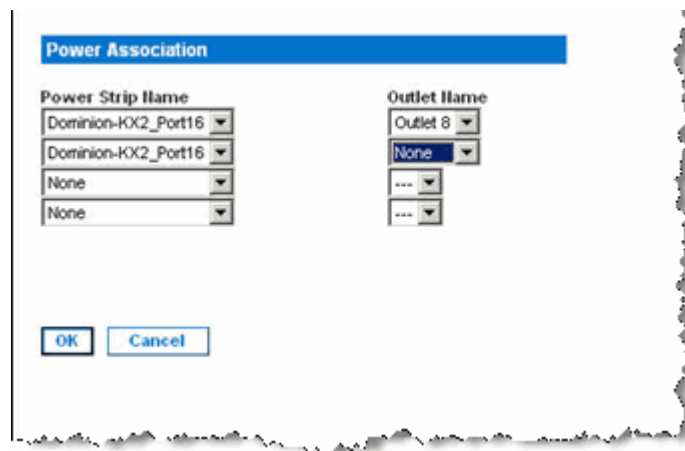 Power Association
Power Strip Name Outlet Name
Dominion-KX2_Port16 Outlet 8
Dominion-KX2_Port16 None
None ---
None ---
OK Cancel